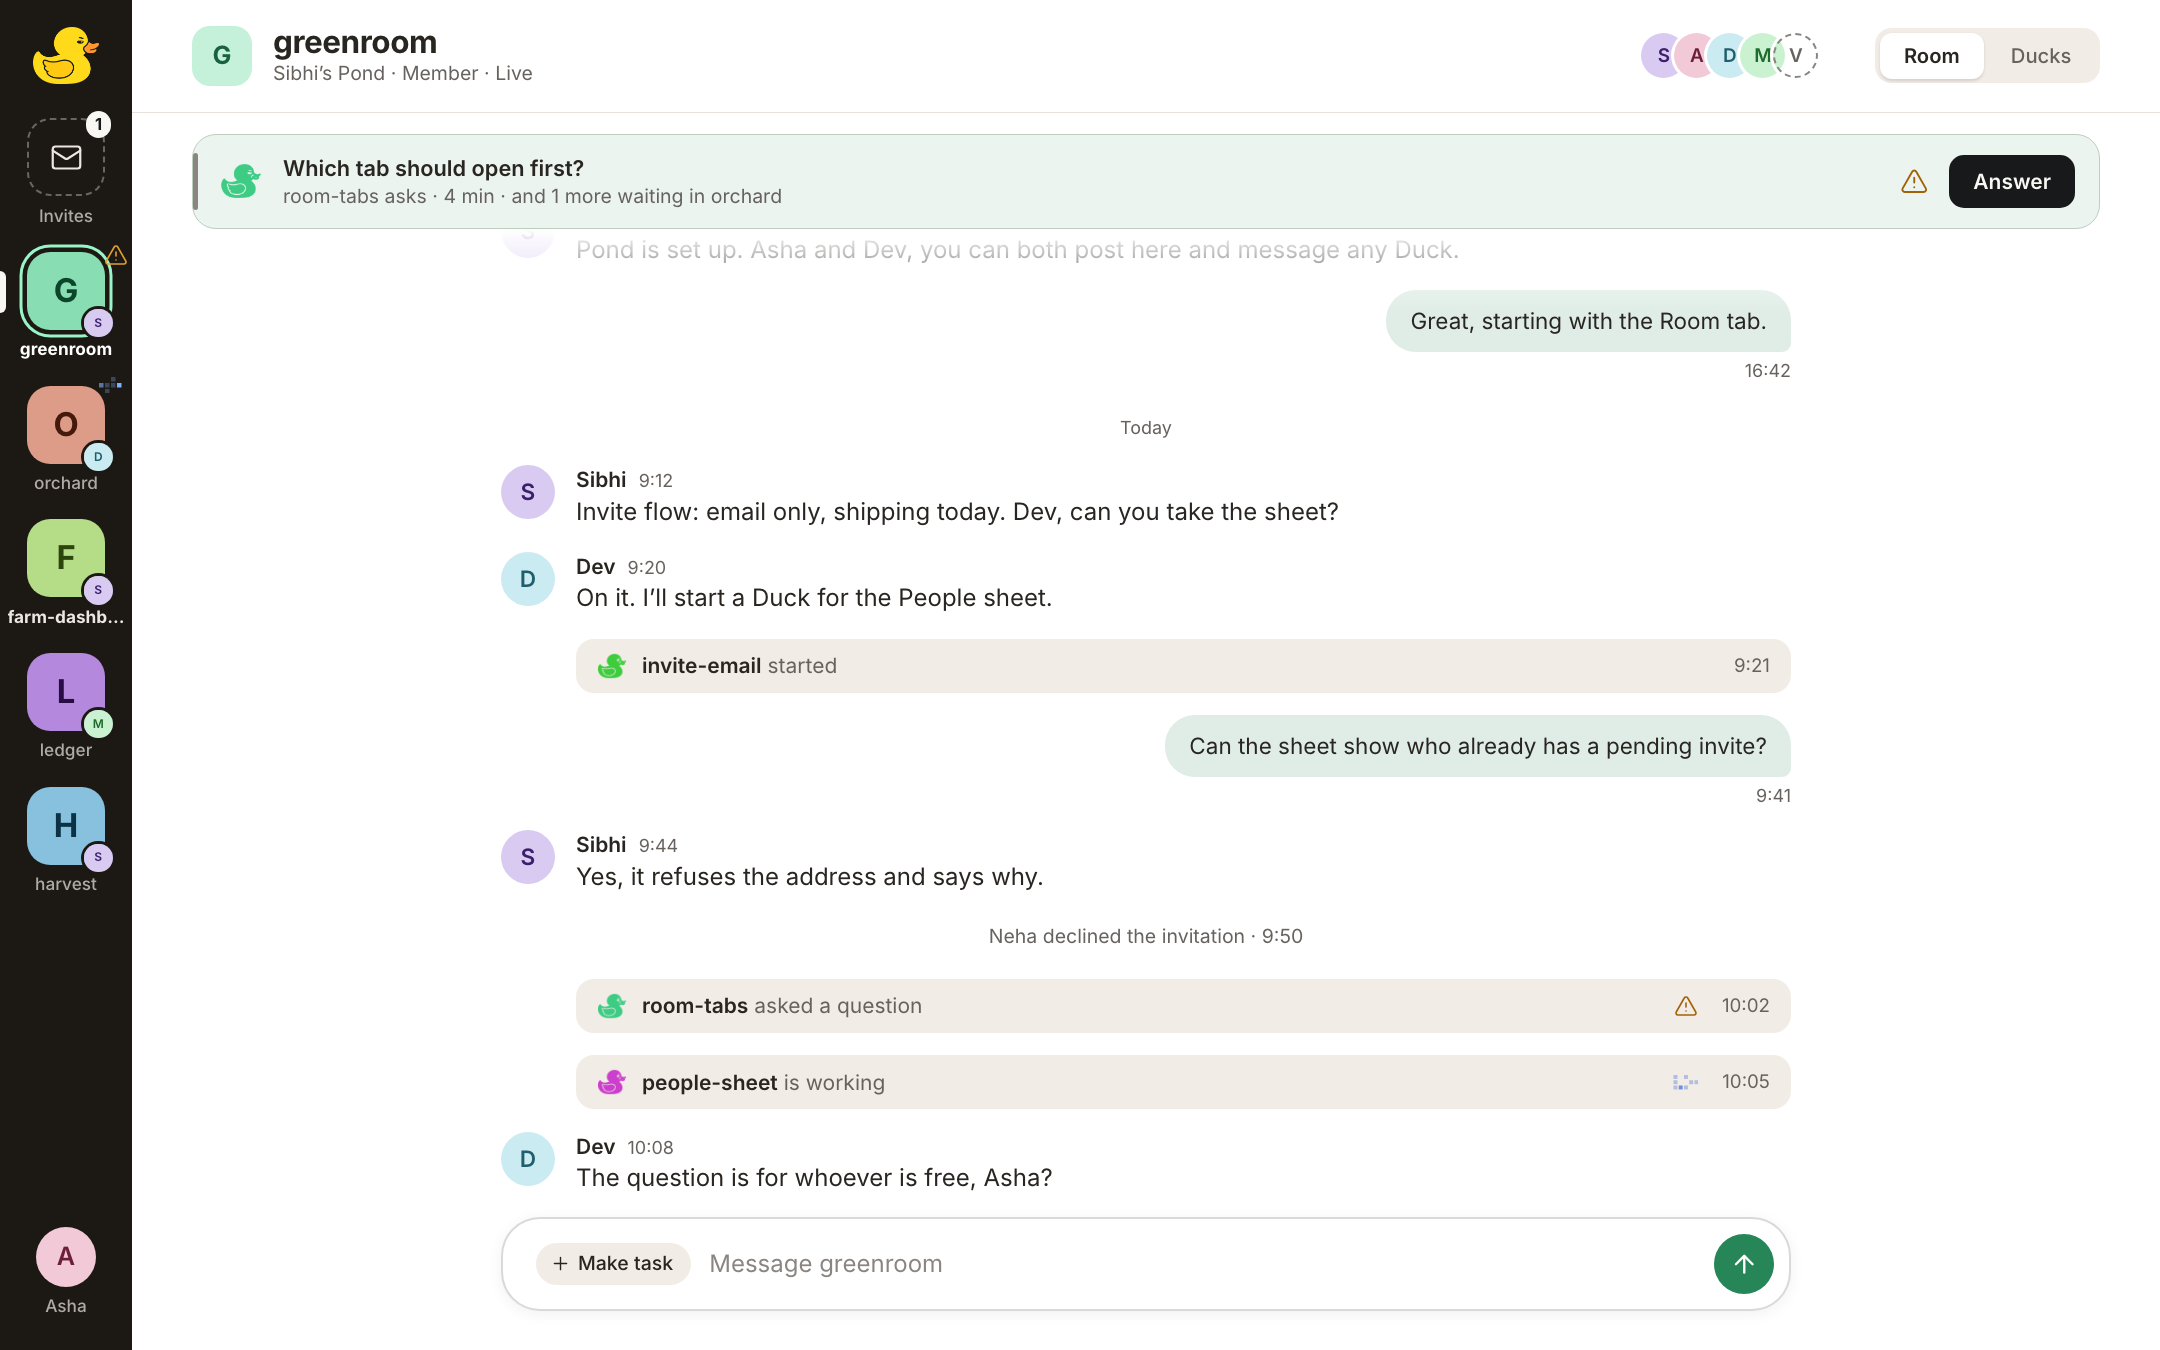 1
Invites
G
S
greenroom
O
D
orchard
F
S
farm-dashb...
L
M
ledger
H
S
harvest
A
Asha
G
greenroom
Sibhi’s Pond · Member · Live
S A D M V
Room Ducks
Which tab should open first?
room-tabs asks · 4 min · and 1 more waiting in orchard
Answer
Pond is set up. Asha and Dev, you can both post here and message any Duck.
Great, starting with the Room tab.
16:42
Today
S
Sibhi 9:12
Invite flow: email only, shipping today. Dev, can you take the sheet?
D
Dev 9:20
On it. I’ll start a Duck for the People sheet.
invite-email started 9:21
Can the sheet show who already has a pending invite?
9:41
S
Sibhi 9:44
Yes, it refuses the address and says why.
Neha declined the invitation · 9:50
room-tabs asked a question 10:02
people-sheet is working 10:05
D
Dev 10:08
The question is for whoever is free, Asha?
+ Make task Message greenroom